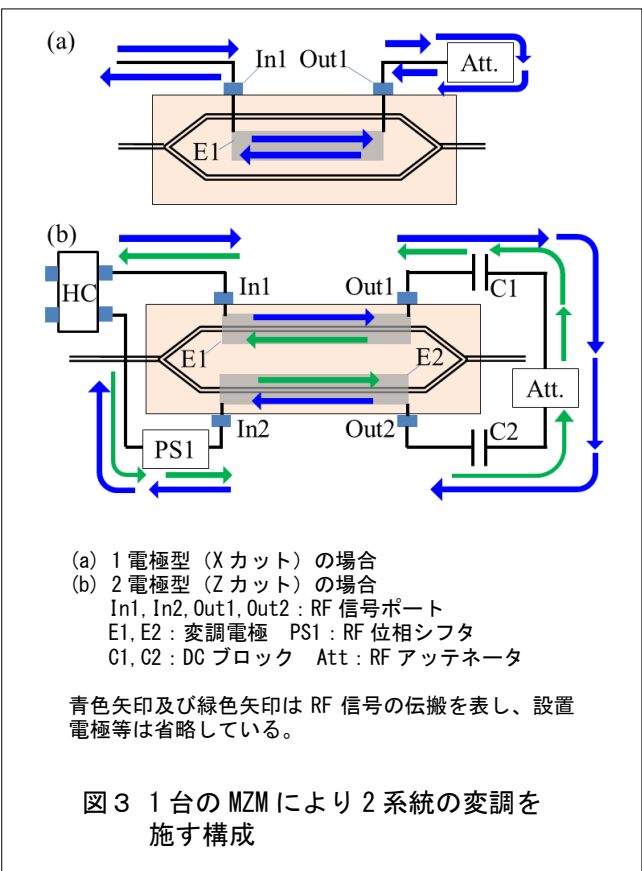 (a)
In1 Out1
Att.
E1
(b)
HC
In1
Out1
C1
E1
E2
Att.
In2
Out2
C2
PS1
(a) 1電極型（Xカット）の場合
(b) 2電極型（Zカット）の場合
In1,In2,Out1,Out2：RF信号ポート
E1,E2：変調電極 PS1：RF位相シフタ
C1,C2：DCブロック Att：RFアッテネータ
青色矢印及び緑色矢印はRF信号の伝搬を表し、設置
電極等は省略している。
図3 1台のMZMにより2系統の変調を
施す構成